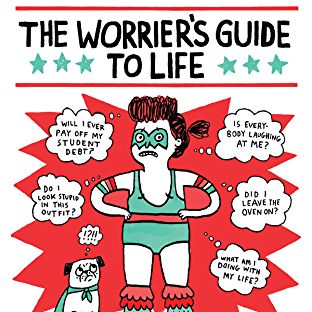 THE WORRIER'S GUIDE
TO LIFE
WILL I EVER
PAY OFF MY
STUDENT
DEBT?
IS EVERY-
BODY LAUGHING
AT ME?
DO I
LOOK STUPID
IN THIS
OUTFIT?
DID I
LEAVE THE
OVEN ON?
!?!!
WHAT AM I
DOING WITH
MY LIFE?